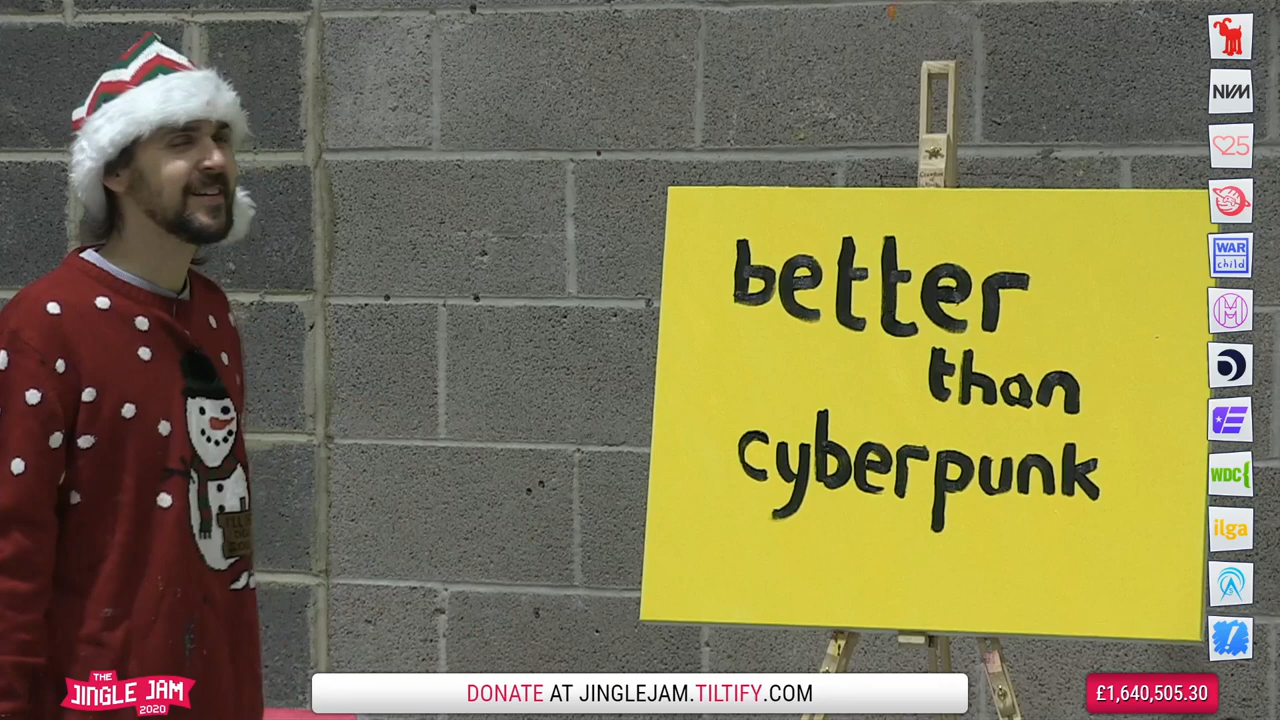 better
than
cyberpunk
NVM
25
WAR
child
WDC
ilga
THE
JINGLE JAM
2020
DONATE AT JINGLEJAM.TILTIFY.COM
£1,640,505.30